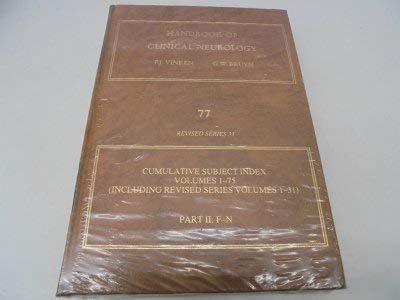 HANDBOOK OF
CLINICAL NEUROLOGY
P.J. VINKEN G.W. BRUYN
77
REVISED SERIES 33
CUMULATIVE SUBJECT INDEX
VOLUMES 1–75
(INCLUDING REVISED SERIES VOLUMES 1–31)
PART II: F–N